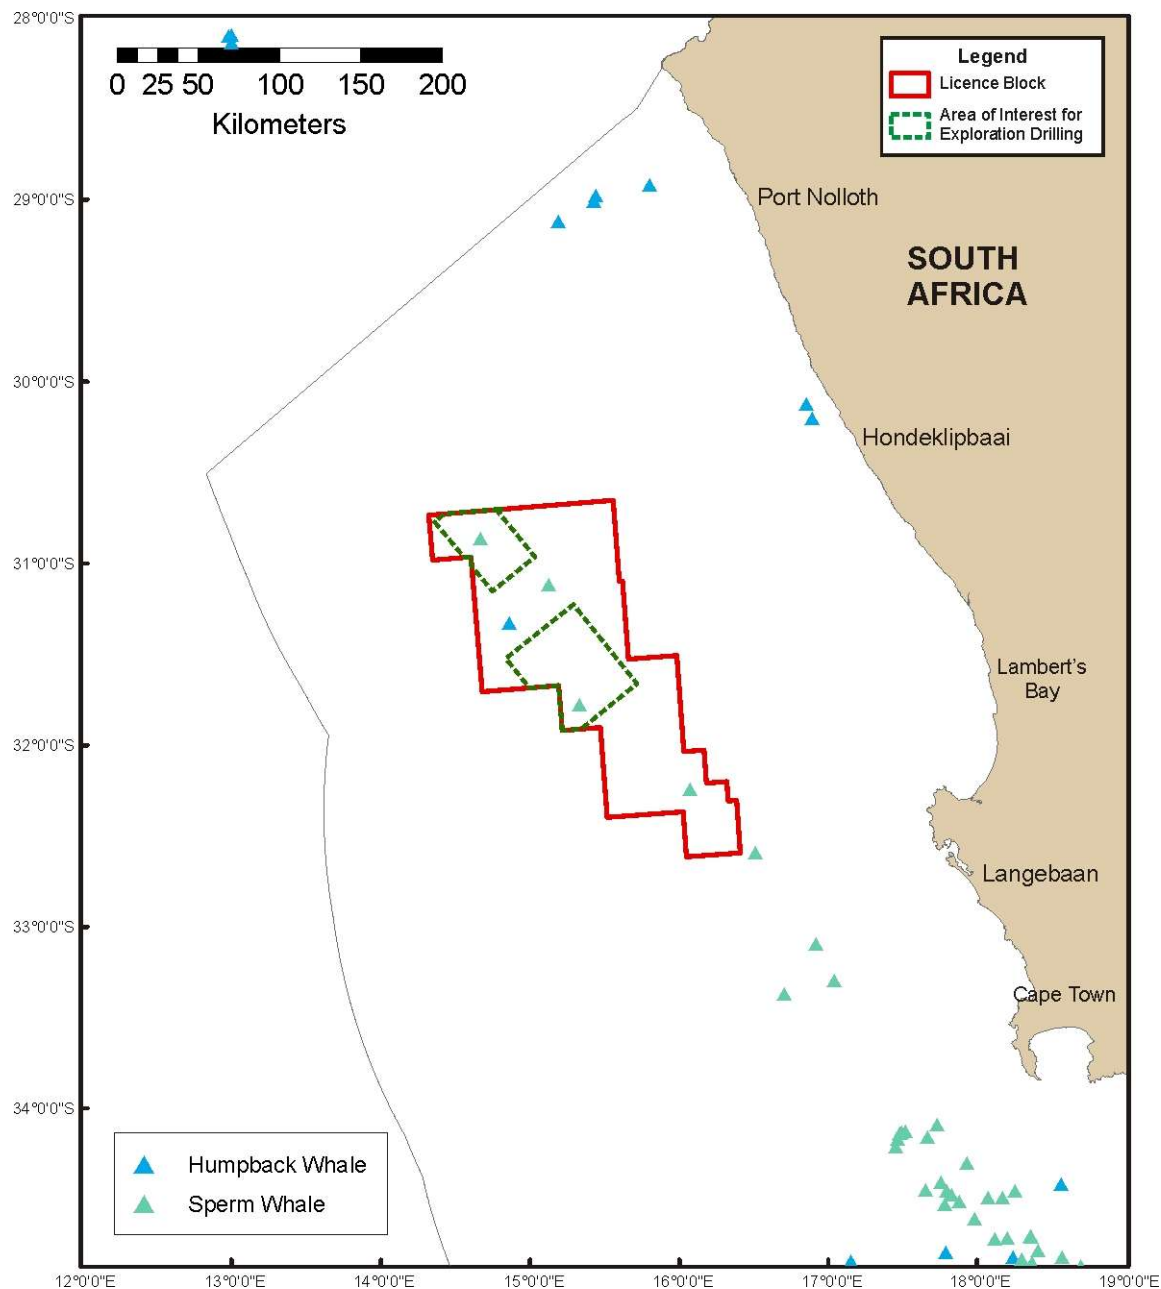 28°0'0"S
0 25 50 100 150 200
Kilometers
Legend
Licence Block
Area of Interest for
Exploration Drilling
29°0'0"S
Port Nolloth
SOUTH
AFRICA
30°0'0"S
Hondeklipbaai
31°0'0"S
Lambert's
Bay
32°0'0"S
Langebaan
33°0'0"S
Cape Town
34°0'0"S
Humpback Whale
Sperm Whale
12°0'0"E 13°0'0"E 14°0'0"E 15°0'0"E 16°0'0"E 17°0'0"E 18°0'0"E 19°0'0"E